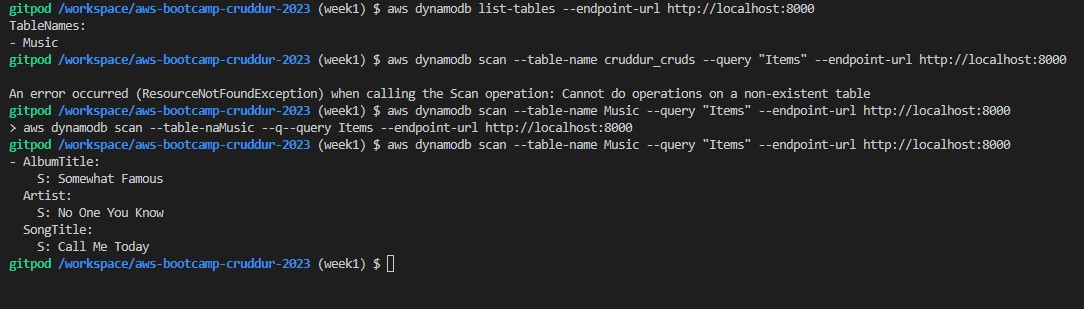 gitpod /workspace/aws-bootcamp-cruddur-2023 (week1) $ aws dynamodb list-tables --endpoint-url http://localhost:8000
TableNames:
- Music
gitpod /workspace/aws-bootcamp-cruddur-2023 (week1) $ aws dynamodb scan --table-name cruddur_cruds --query "Items" --endpoint-url http://localhost:8000
An error occurred (ResourceNotFoundException) when calling the Scan operation: Cannot do operations on a non-existent table
gitpod /workspace/aws-bootcamp-cruddur-2023 (week1) $ aws dynamodb scan --table-name Music --query "Items" --endpoint-url http://localhost:8000
> aws dynamodb scan --table-naMusic --q--query Items --endpoint-url http://localhost:8000
gitpod /workspace/aws-bootcamp-cruddur-2023 (week1) $ aws dynamodb scan --table-name Music --query "Items" --endpoint-url http://localhost:8000
- AlbumTitle:
    S: Somewhat Famous
  Artist:
    S: No One You Know
  SongTitle:
    S: Call Me Today
gitpod /workspace/aws-bootcamp-cruddur-2023 (week1) $